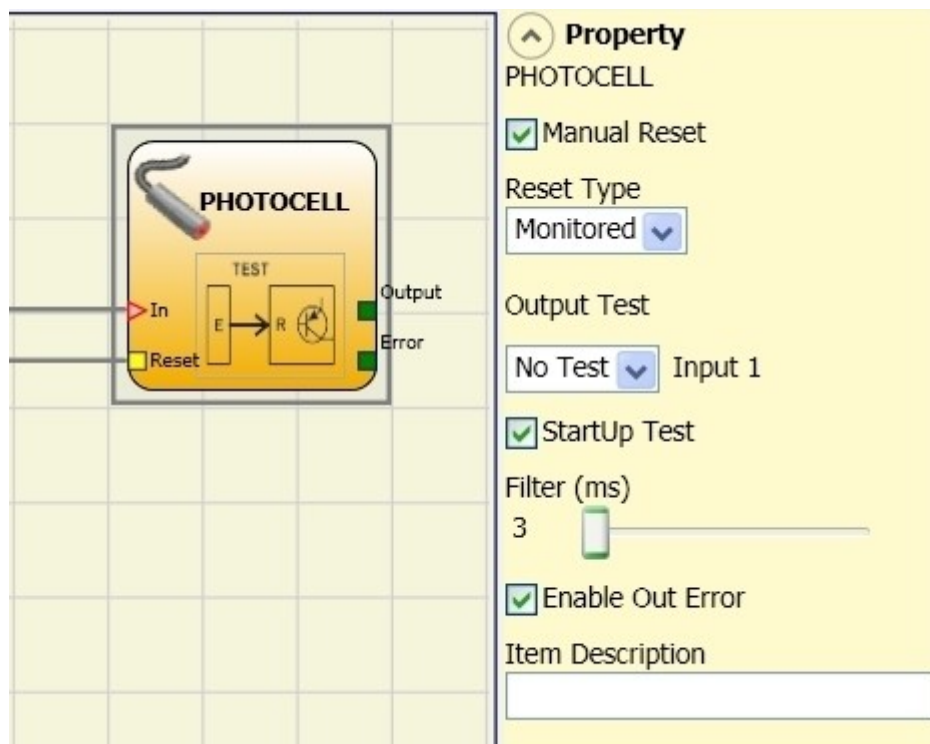 PHOTOCELL
TEST
E R
In
Reset
Output
Error
Property
PHOTOCELL
Manual Reset
Reset Type
Monitored
Output Test
No Test Input 1
StartUp Test
Filter (ms)
3
Enable Out Error
Item Description